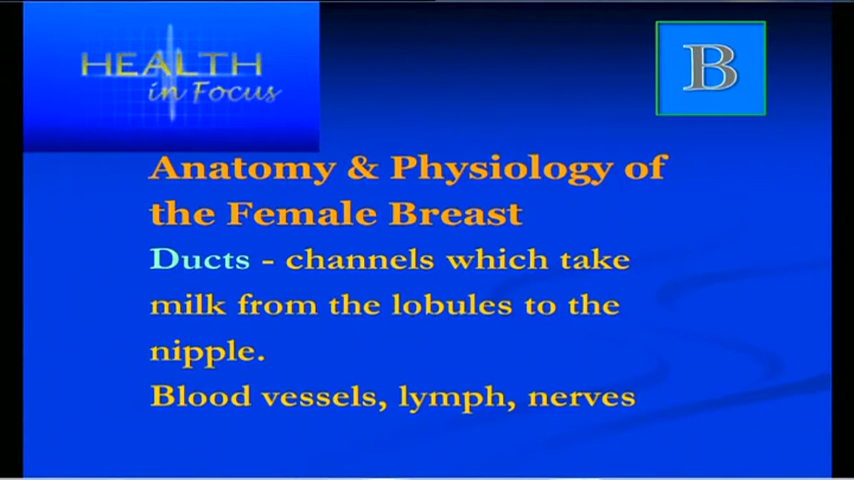 HEALTH
in Focus
B
Anatomy & Physiology of
the Female Breast
Ducts - channels which take
milk from the lobules to the
nipple.
Blood vessels, lymph, nerves